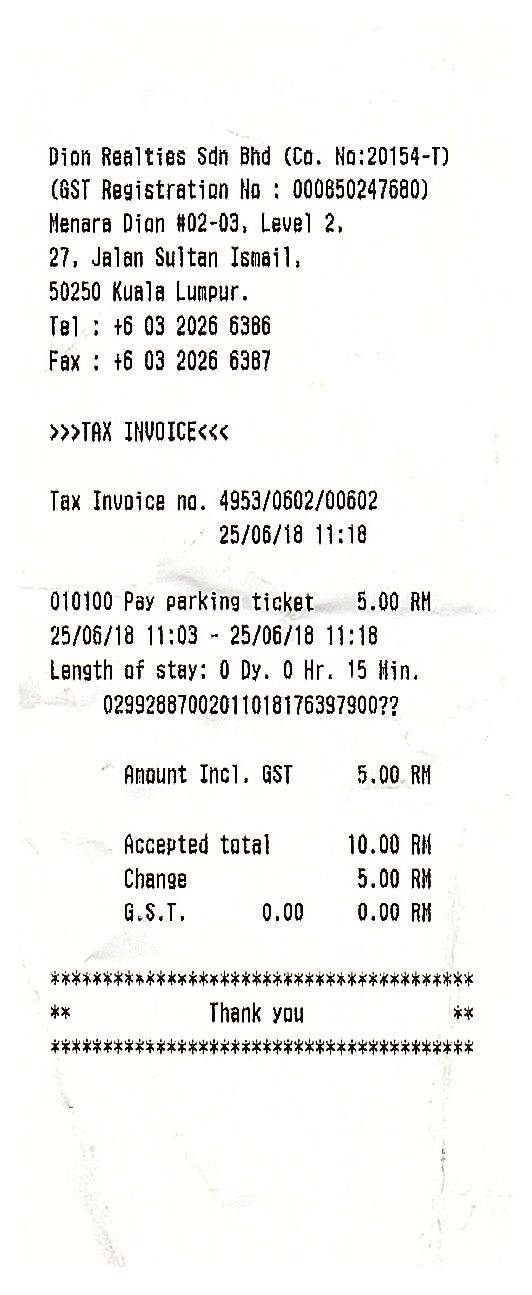 Dion Realties Sdn Bhd (Co. No:20154-T)
(GST Registration No : 000850247680)
Menara Dion #02-03, Level 2,
27, Jalan Sultan Ismail,
50250 Kuala Lumpur.
Tel : +6 03 2026 6386
Fax : +6 03 2026 6387
>>>TAX INVOICE<<<
Tax Invoice no. 4953/0602/00602
25/06/18 11:18
010100 Pay parking ticket 5.00 RM
25/06/18 11:03 - 25/06/18 11:18
Length of stay: 0 Dy. 0 Hr. 15 Min.
02992887002011018176397900??
Amount Incl. GST 5.00 RM
Accepted total 10.00 RM
Change 5.00 RM
G.S.T. 0.00 0.00 RM
****************************************
** Thank you **
****************************************